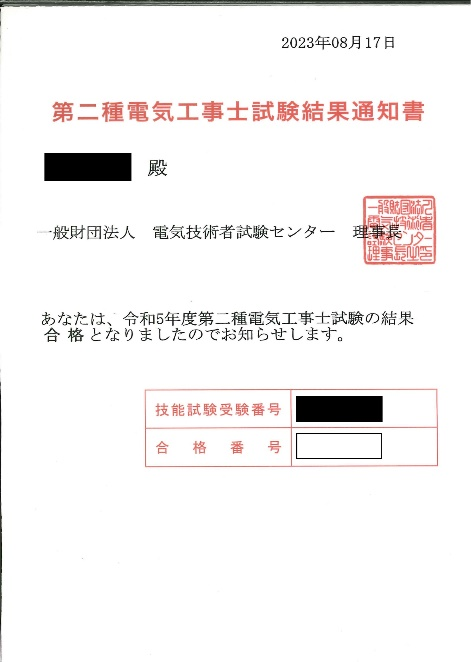 2023年08月17日
第二種電気工事士試験結果通知書
殿
一般財団法人 電気技術者試験センター 理事長
あなたは、令和5年度第二種電気工事士試験の結果
合格となりましたのでお知らせします。
技能試験受験番号
合格番号